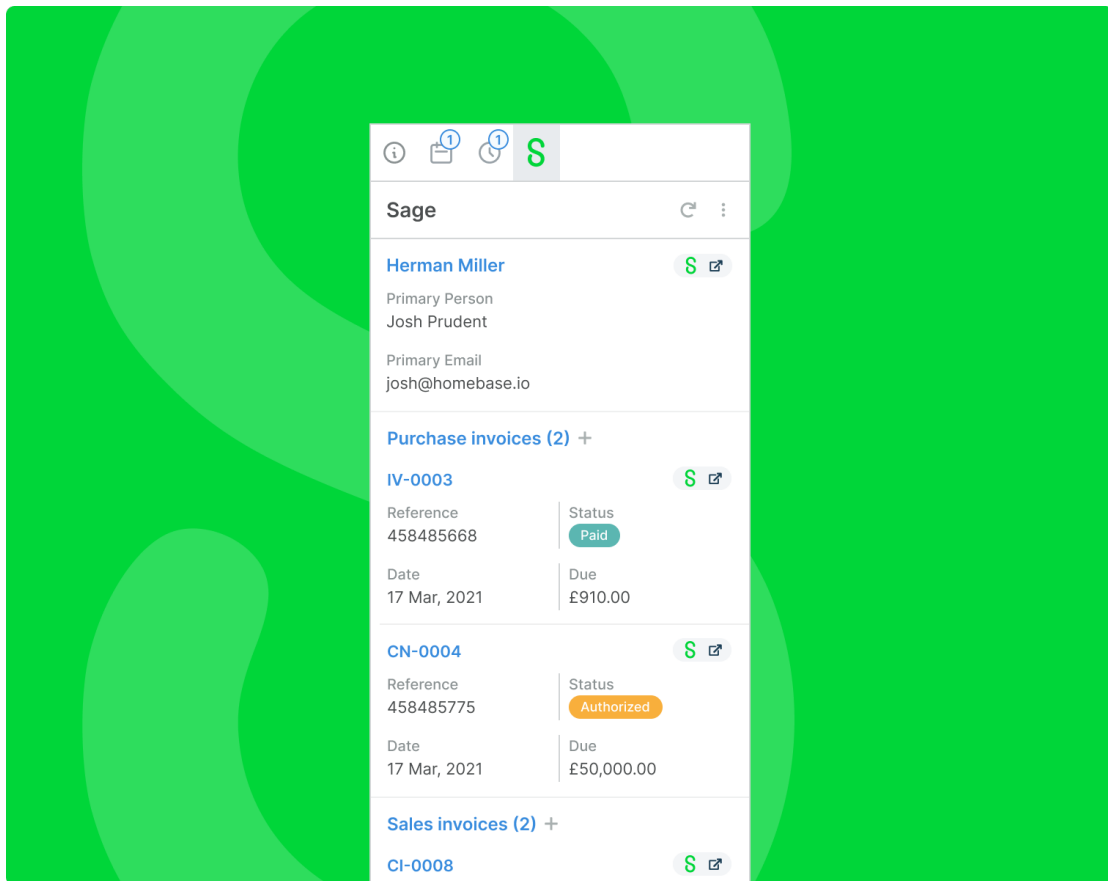 1 1
Sage
Herman Miller
Primary Person
Josh Prudent
Primary Email
josh@homebase.io
Purchase invoices (2) +
IV-0003
Reference Status
458485668 Paid
Date Due
17 Mar, 2021 £910.00
CN-0004
Reference Status
458485775 Authorized
Date Due
17 Mar, 2021 £50,000.00
Sales invoices (2) +
CI-0008